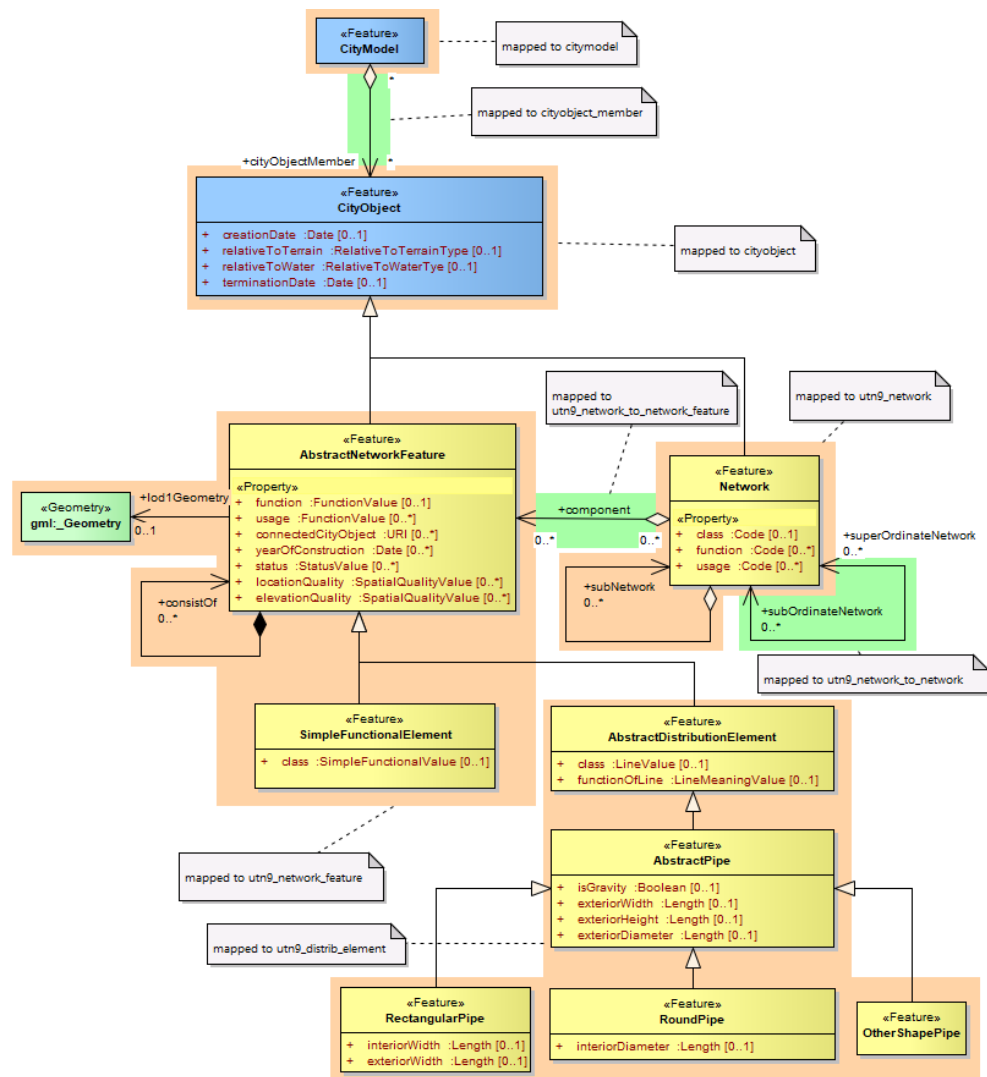 «Feature»
CityModel
mapped to citymodel
*
mapped to cityobject_member
+cityObjectMember
*
«Feature»
CityObject
+ creationDate :Date [0..1]
+ relativeToTerrain :RelativeToTerrainType [0..1]
+ relativeToWater :RelativeToWaterTye [0..1]
+ terminationDate :Date [0..1]
mapped to cityobject
mapped to
utn9_network_to_network_feature
mapped to utn9_network
«Feature»
AbstractNetworkFeature
«Property»
+ function :FunctionValue [0..1]
+ usage :FunctionValue [0..*]
+ connectedCityObject :URI [0..*]
+ yearOfConstruction :Date [0..*]
+ status :StatusValue [0..*]
+ locationQuality :SpatialQualityValue [0..*]
+ elevationQuality :SpatialQualityValue [0..*]
«Geometry»
gml:_Geometry
+lod1Geometry
0..1
+consistOf
0..*
+component
0..*
0..*
«Feature»
Network
«Property»
+ class :Code [0..1]
+ function :Code [0..*]
+ usage :Code [0..*]
+superOrdinateNetwork
0..*
+subNetwork
0..*
+subOrdinateNetwork
0..*
mapped to utn9_network_to_network
«Feature»
SimpleFunctionalElement
+ class :SimpleFunctionalValue [0..1]
«Feature»
AbstractDistributionElement
+ class :LineValue [0..1]
+ functionOfLine :LineMeaningValue [0..1]
mapped to utn9_network_feature
«Feature»
AbstractPipe
+ isGravity :Boolean [0..1]
+ exteriorWidth :Length [0..1]
+ exteriorHeight :Length [0..1]
+ exteriorDiameter :Length [0..1]
mapped to utn9_distrib_element
«Feature»
RectangularPipe
+ interiorWidth :Length [0..1]
+ exteriorWidth :Length [0..1]
«Feature»
RoundPipe
+ interiorDiameter :Length [0..1]
«Feature»
OtherShapePipe